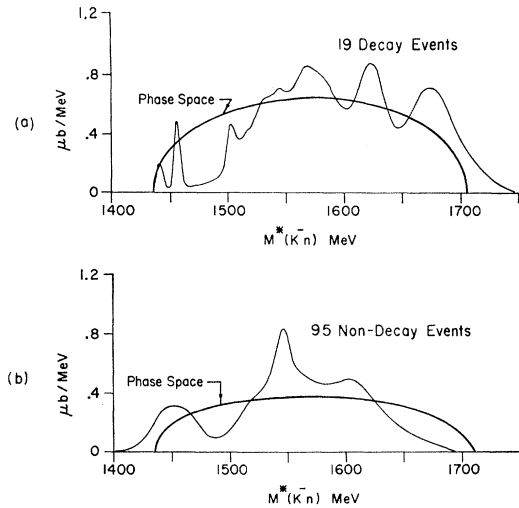 (a)
μb/MeV
1.2
.8
.4
0
19 Decay Events
Phase Space
1400
1500
1600
1700
M*(K⁻n) MeV
(b)
μb/MeV
1.2
.8
.4
0
95 Non-Decay Events
Phase Space
1400
1500
1600
1700
M*(K⁻n) MeV